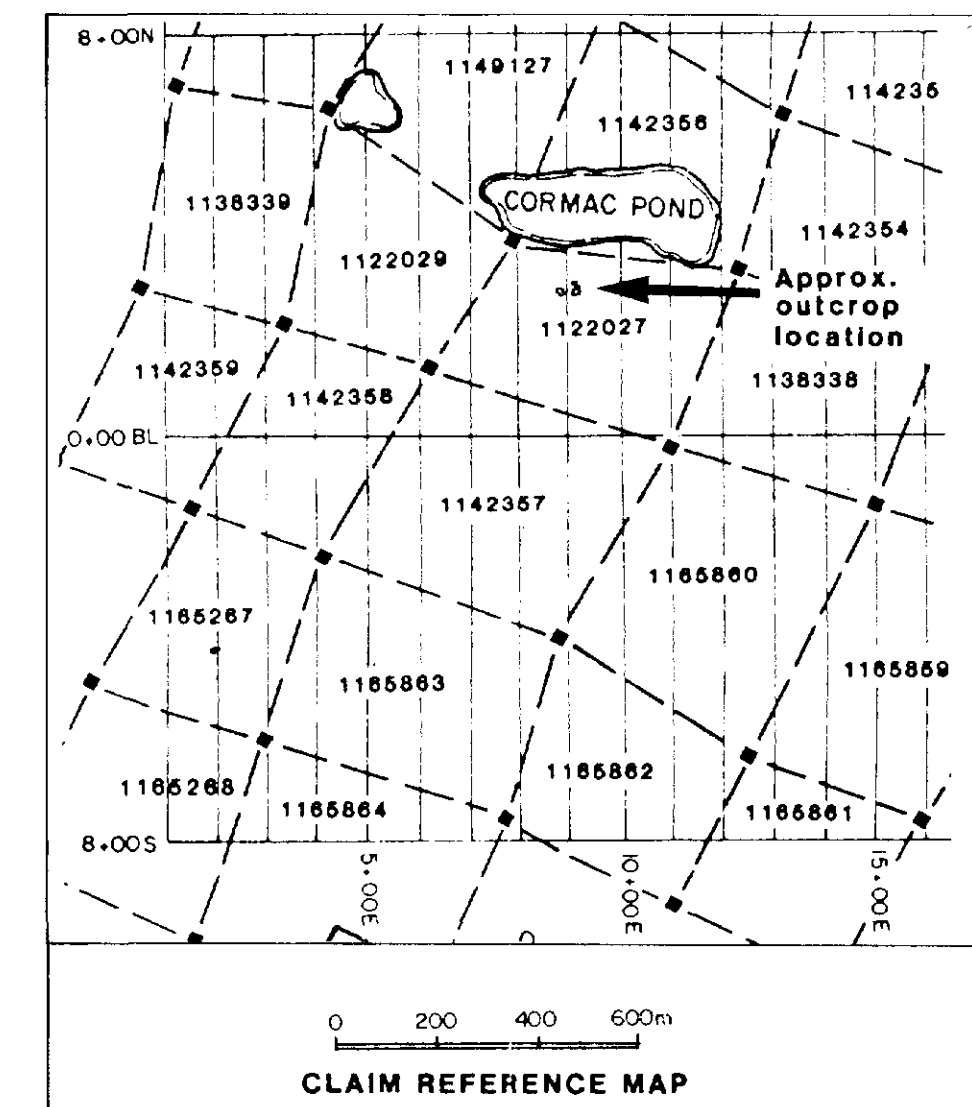 8+00N
1149127
114235
1142356
1138339
CORMAC POND
1142354
1122029
Approx.
outcrop
location
1122027
1142359
1142358
1138338
0+00 BL
1142357
1165860
1165267
1165863
1165859
1165268
1165862
1165864
1165861
8+00S
5+00E
10+00E
15+00E
0 200 400 600m
CLAIM REFERENCE MAP